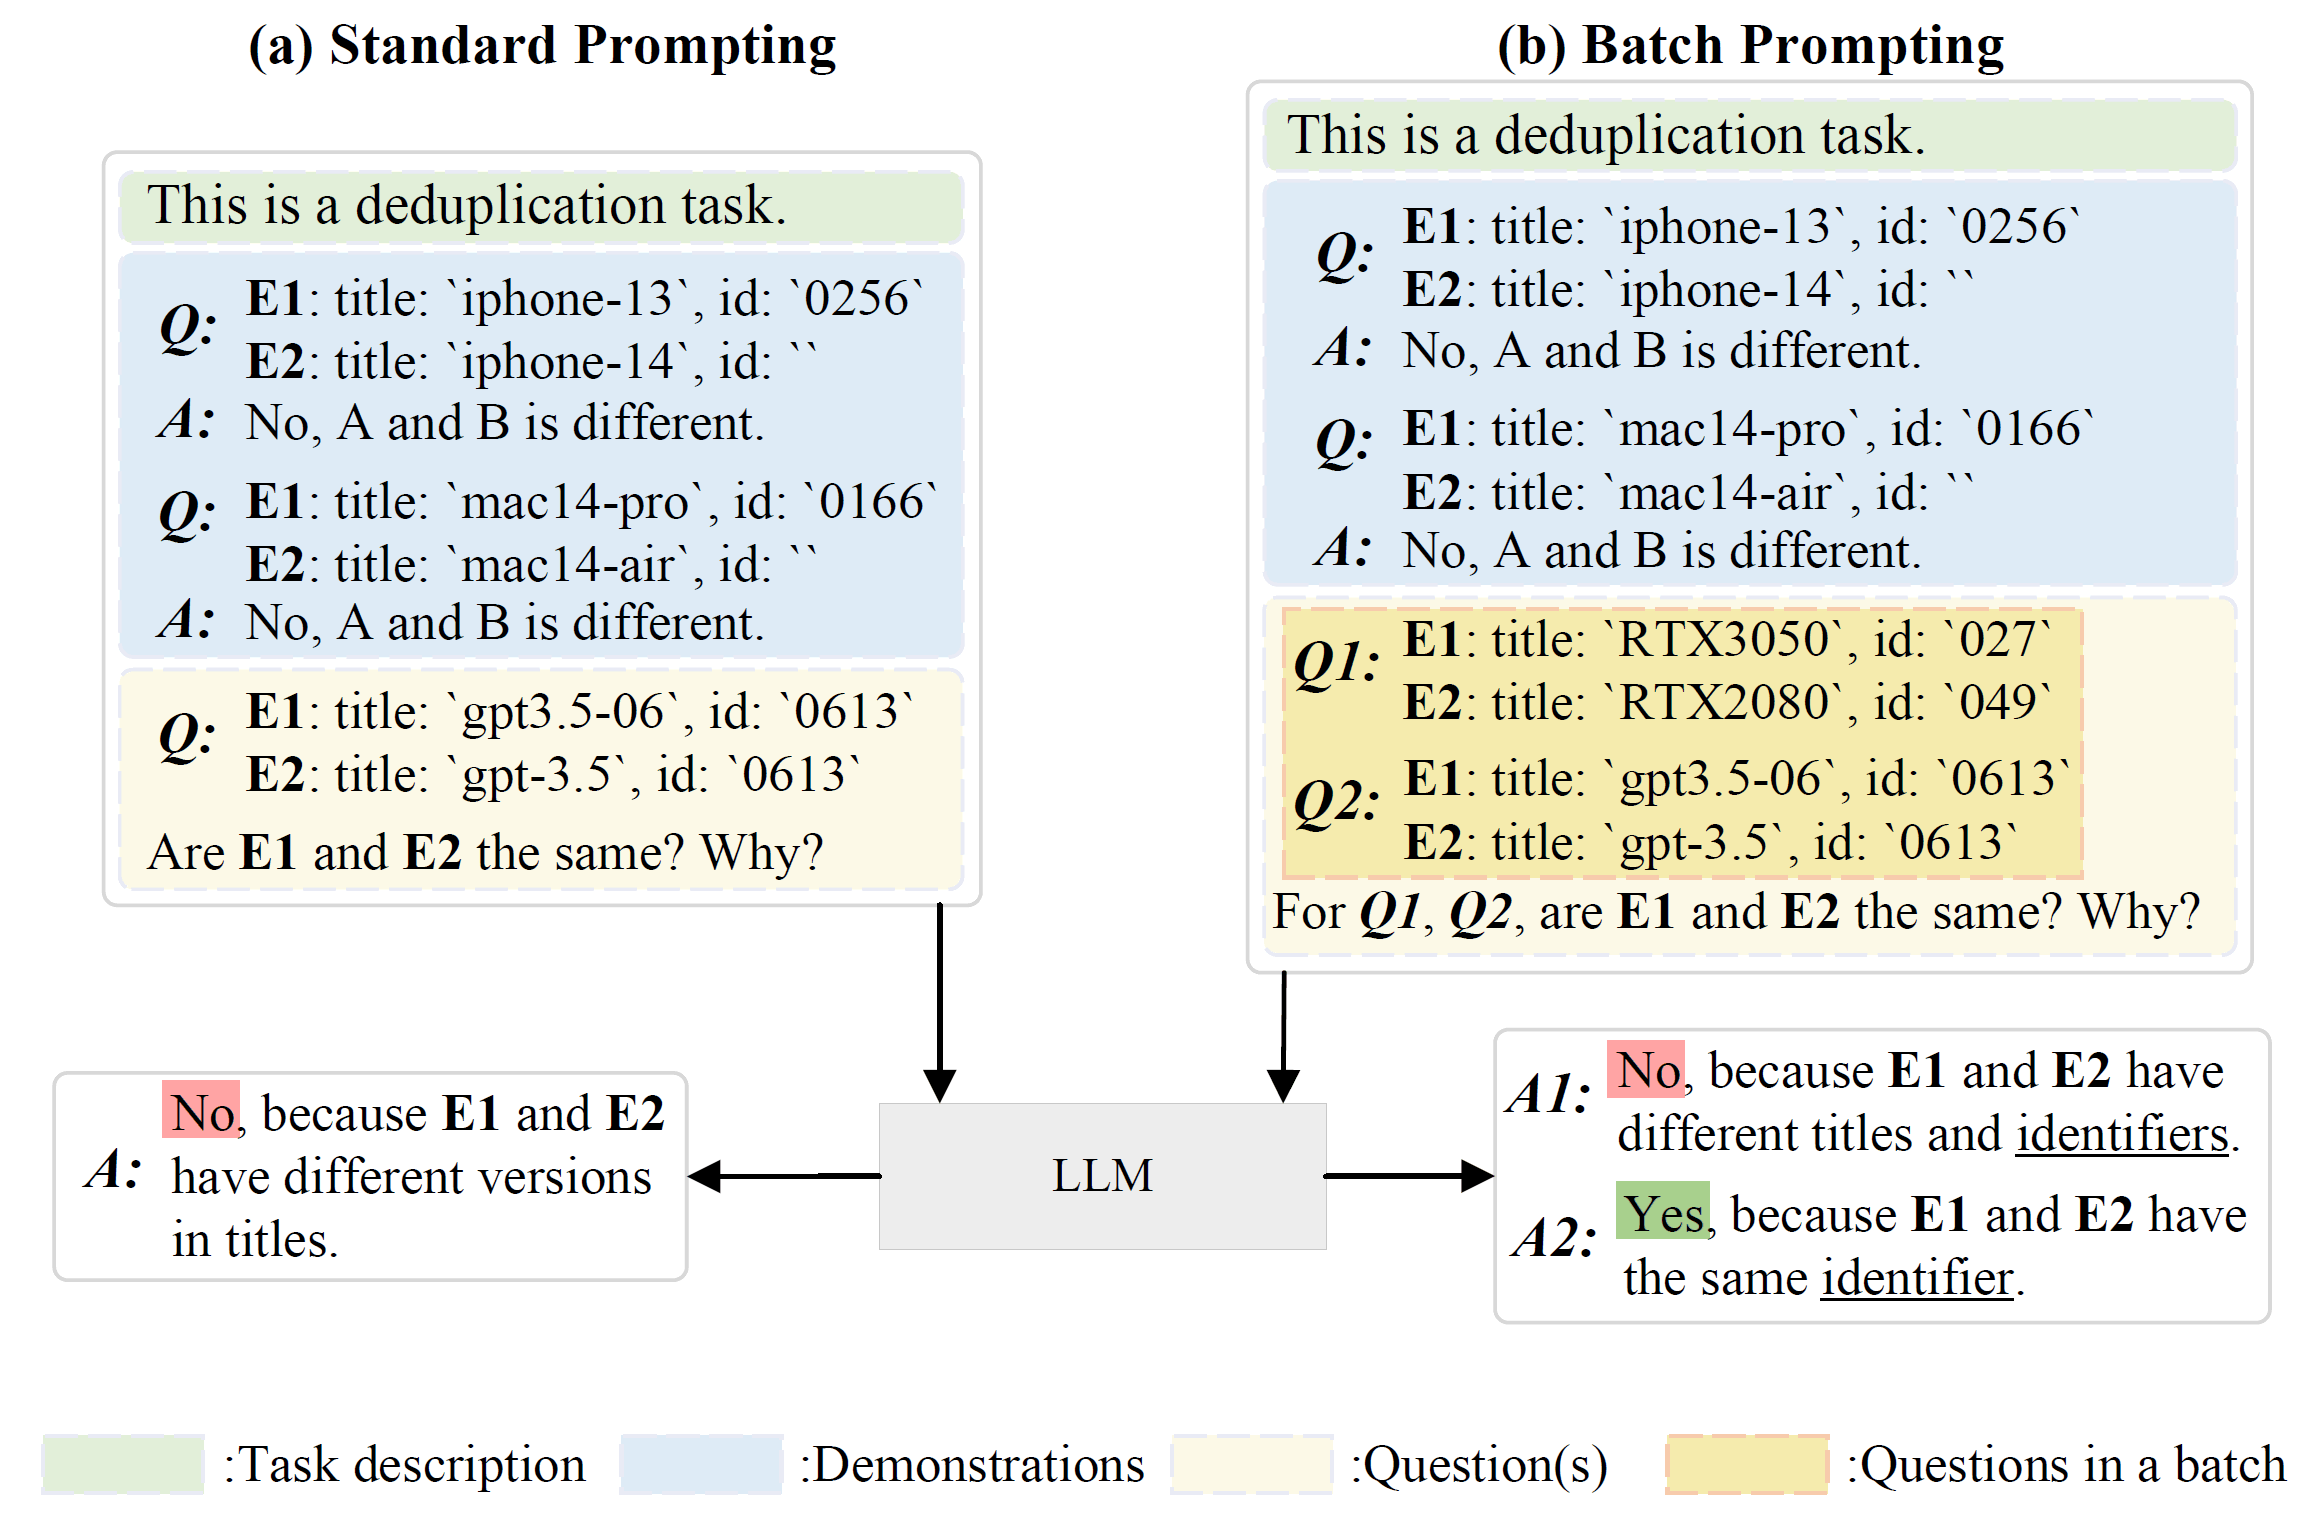 (a) Standard Prompting
This is a deduplication task.
Q:
E1: title: `iphone-13`, id: `0256`
E2: title: `iphone-14`, id: ``
A: No, A and B is different.
Q:
E1: title: `mac14-pro`, id: `0166`
E2: title: `mac14-air`, id: ``
A: No, A and B is different.
Q:
E1: title: `gpt3.5-06`, id: `0613`
E2: title: `gpt-3.5`, id: `0613`
Are E1 and E2 the same? Why?
(b) Batch Prompting
This is a deduplication task.
Q:
E1: title: `iphone-13`, id: `0256`
E2: title: `iphone-14`, id: ``
A: No, A and B is different.
Q:
E1: title: `mac14-pro`, id: `0166`
E2: title: `mac14-air`, id: ``
A: No, A and B is different.
Q1:
E1: title: `RTX3050`, id: `027`
E2: title: `RTX2080`, id: `049`
Q2:
E1: title: `gpt3.5-06`, id: `0613`
E2: title: `gpt-3.5`, id: `0613`
For Q1, Q2, are E1 and E2 the same? Why?
A:
No, because E1 and E2
have different versions
in titles.
LLM
A1:
No, because E1 and E2 have
different titles and identifiers.
A2:
Yes, because E1 and E2 have
the same identifier.
:Task description
:Demonstrations
:Question(s)
:Questions in a batch